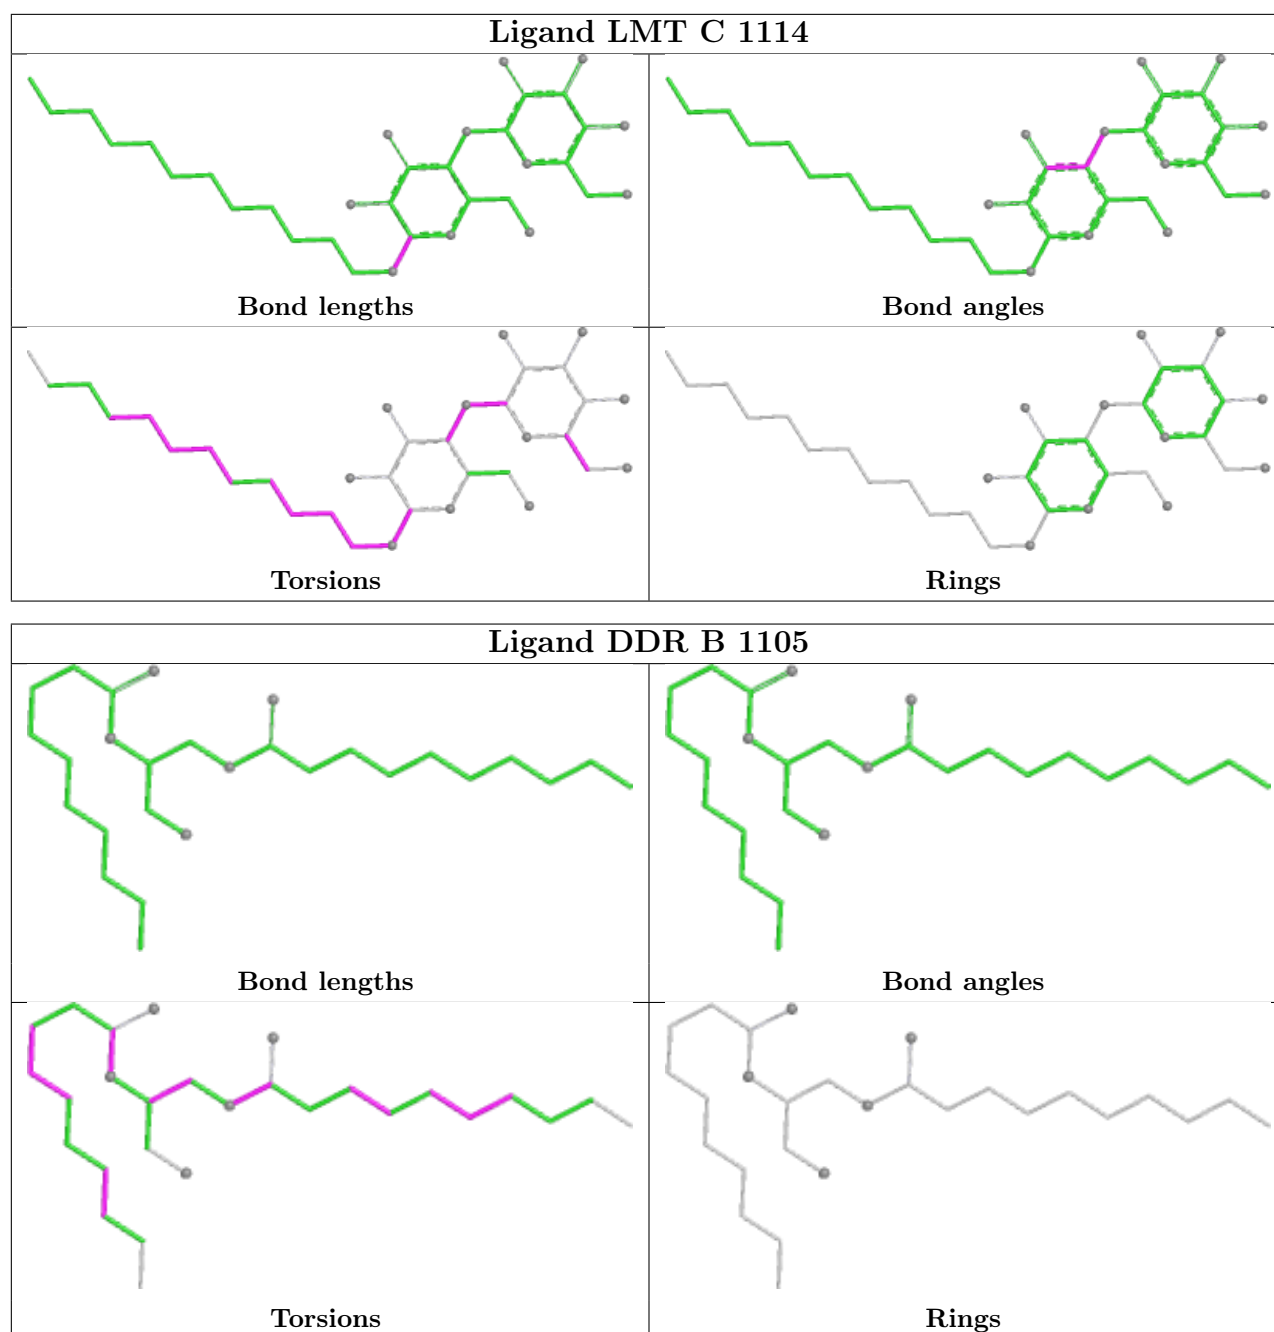 Ligand LMT C 1114
Bond lengths
Bond angles
Torsions
Rings
Ligand DDR B 1105
Bond lengths
Bond angles
Torsions
Rings